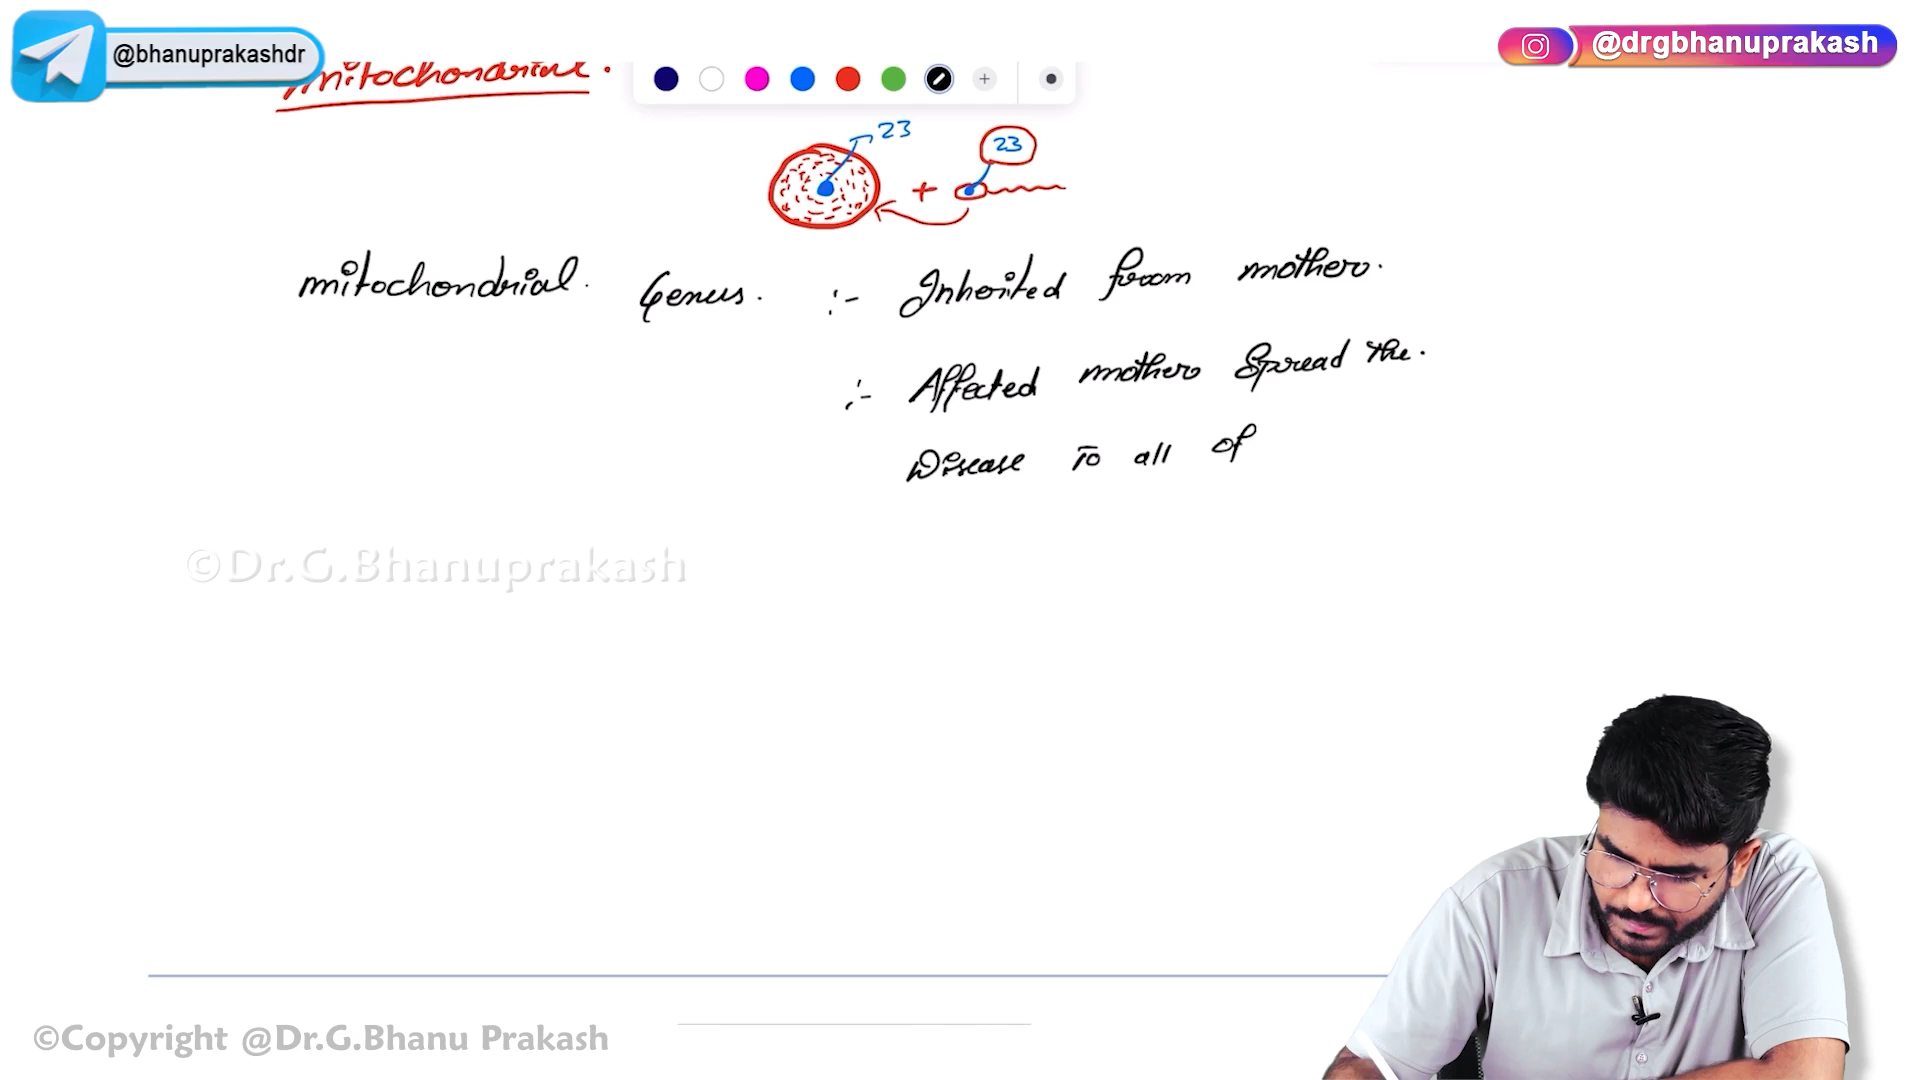 @bhanuprakashdr
@drgbhanuprakash
mitochondrial.
23
23
+
mitochondrial. Genus. :- Inherited from mother.
:- Affected mother spread the.
Disease To all of
©Dr.G.Bhanuprakash
©Copyright @Dr.G.Bhanu Prakash